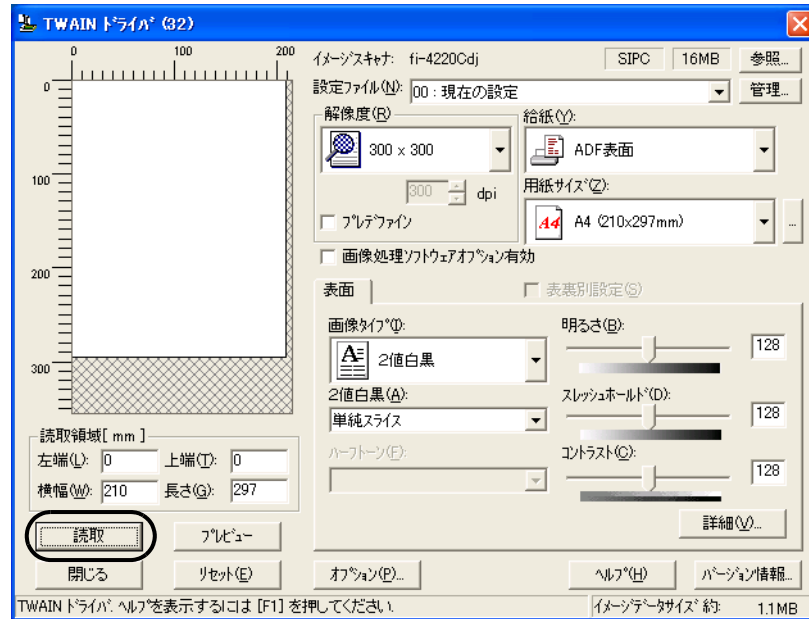 TWAIN ﾄﾞﾗｲﾊﾞ (32)
0 100 200
0
100
200
300
ｲﾒｰｼﾞｽｷｬﾅ: fi-4220Cdj SIPC 16MB 参照...
設定ﾌｧｲﾙ(N): 00 : 現在の設定 管理...
解像度(R) 給紙(Y):
300 × 300 ADF表面
300 dpi 用紙ｻｲｽﾞ(Z):
ﾌﾟﾚﾃﾞﾌｧｲﾝ A4 A4 (210x297mm) ...
画像処理ｿﾌﾄｳｪｱｵﾌﾟｼｮﾝ有効
表面 表裏別設定(S)
画像ﾀｲﾌﾟ(I): 明るさ(B):
A 2値白黒 128
2値白黒(A): ｽﾚｯｼｭﾎｰﾙﾄﾞ(D):
単純ｽﾗｲｽ 128
ﾊｰﾌﾄｰﾝ(F): ｺﾝﾄﾗｽﾄ(C):
128
詳細(V)...
読取領域[ mm ]
左端(L): 0 上端(T): 0
横幅(W): 210 長さ(G): 297
読取 ﾌﾟﾚﾋﾞｭｰ
閉じる ﾘｾｯﾄ(E) ｵﾌﾟｼｮﾝ(P)... ﾍﾙﾌﾟ(H) ﾊﾞｰｼﾞｮﾝ情報...
TWAIN ﾄﾞﾗｲﾊﾞ. ﾍﾙﾌﾟを表示するには [F1] を押してください. ｲﾒｰｼﾞﾃﾞｰﾀｻｲｽﾞ 約: 1.1MB